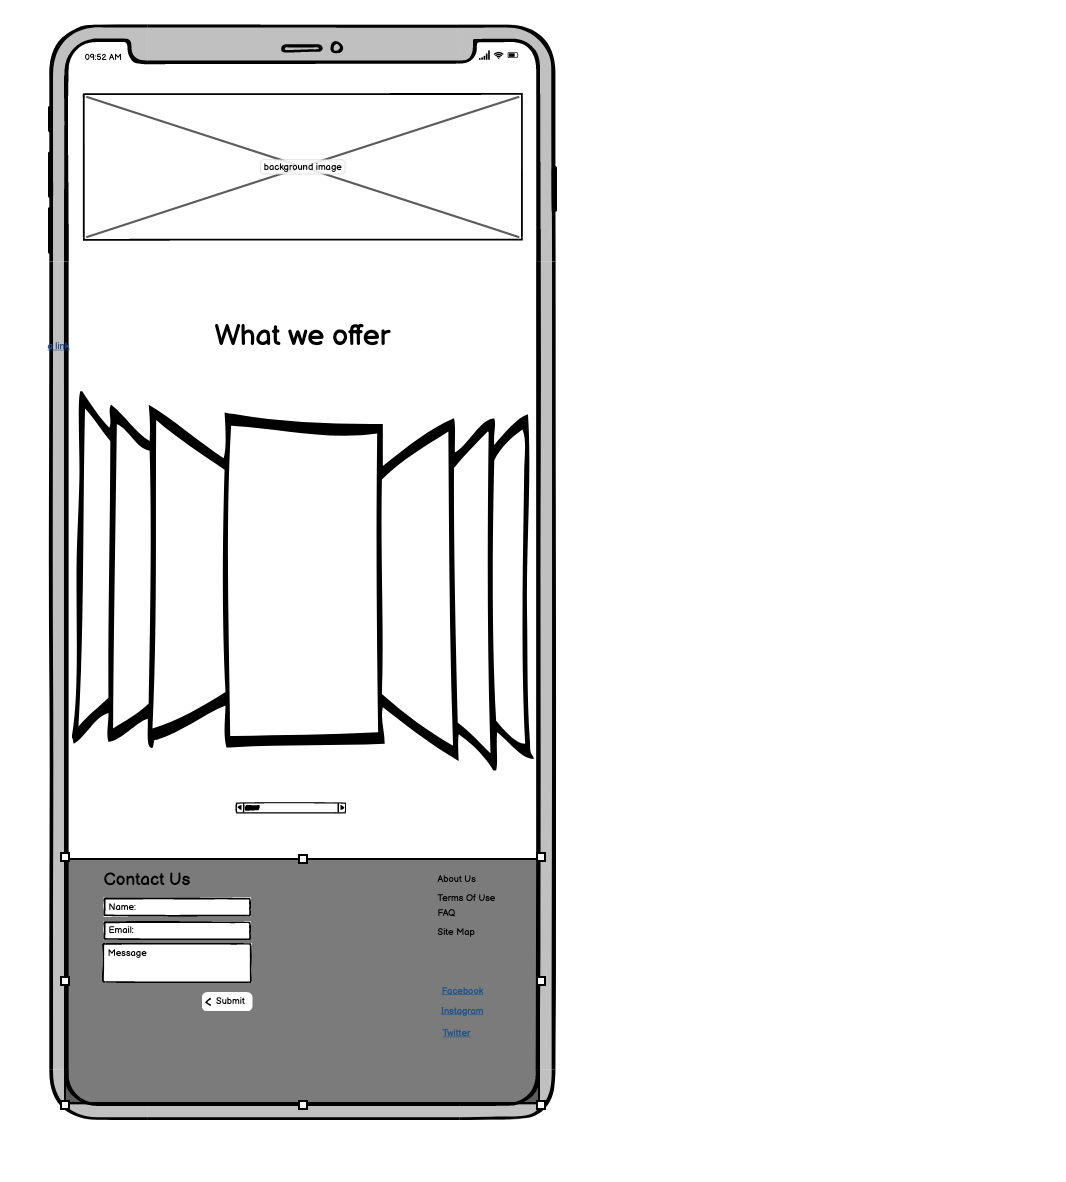 09:52 AM
background image
What we offer
Contact Us
Name:
Email:
Message
Submit
About Us
Terms Of Use
FAQ
Site Map
Facebook
Instagram
Twitter